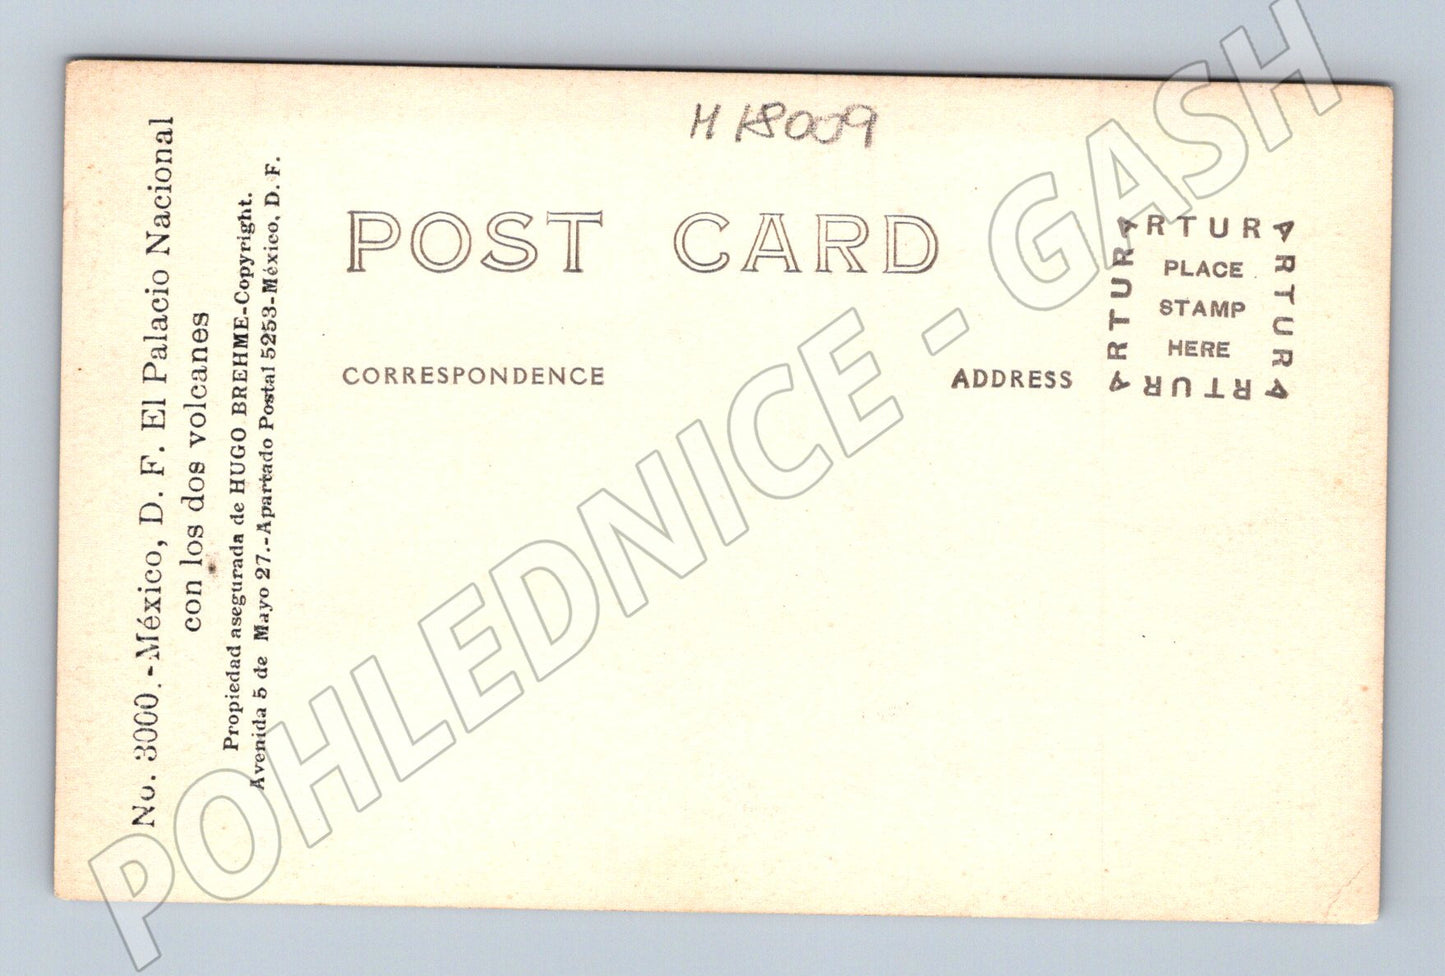 H 18009
POST CARD
CORRESPONDENCE
ADDRESS
ARTURA
ARTURA
ARTURA
ARTURA
PLACE
STAMP
HERE
No. 3000.-México, D. F. El Palacio Nacional
con los dos volcanes
Propiedad asegurada de HUGO BREHME-Copyright.
Avenida 5 de Mayo 27.-Apartado Postal 5253-México, D. F.
POHLEDNICE - GASH